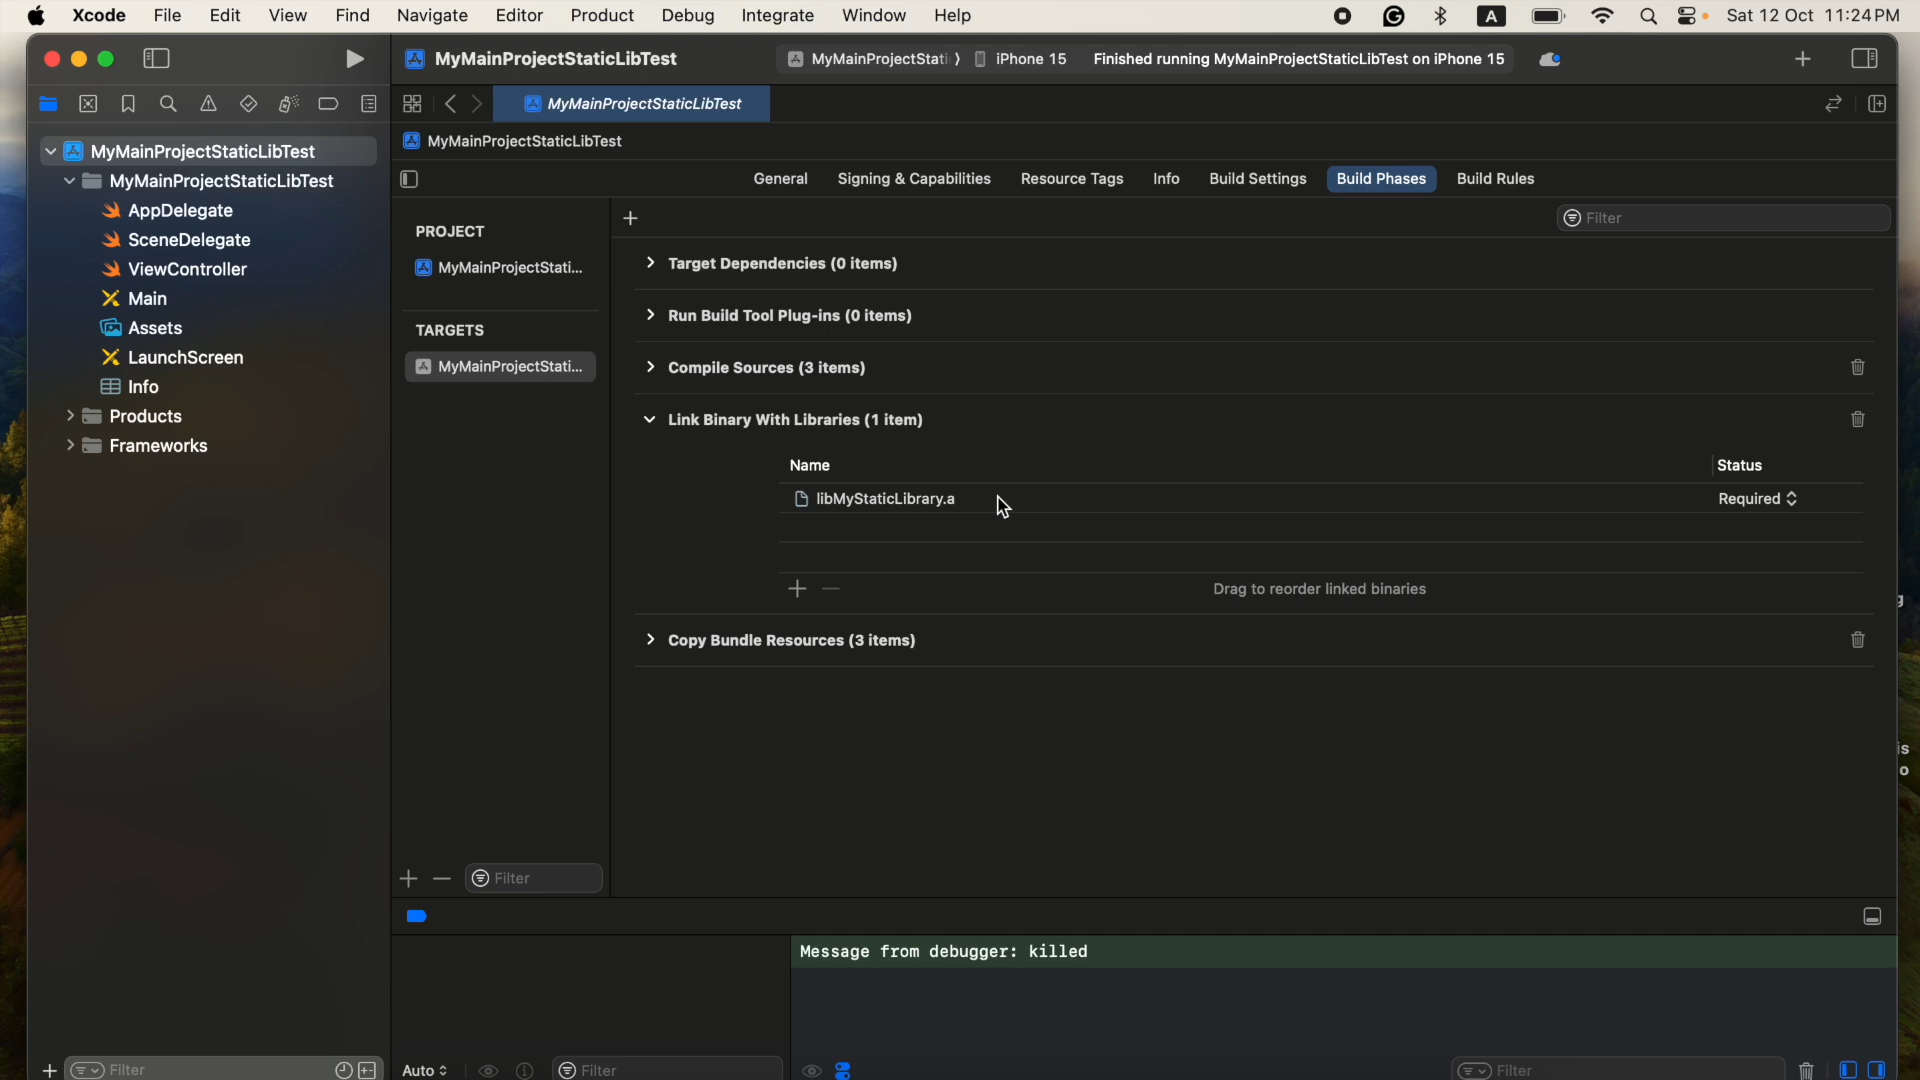 Xcode File Edit View Find Navigate Editor Product Debug Integrate Window Help A Sat 12 Oct 11:24 PM
MyMainProjectStaticLibTest MyMainProjectStati iPhone 15 Finished running MyMainProjectStaticLibTest on iPhone 15
MyMainProjectStaticLibTest
MyMainProjectStaticLibTest
General Signing & Capabilities Resource Tags Info Build Settings Build Phases Build Rules
MyMainProjectStaticLibTest
MyMainProjectStaticLibTest
AppDelegate
SceneDelegate
ViewController
Main
Assets
LaunchScreen
Info
Products
Frameworks
PROJECT
MyMainProjectStati...
TARGETS
MyMainProjectStati...
Filter
Target Dependencies (0 items)
Run Build Tool Plug-ins (0 items)
Compile Sources (3 items)
Link Binary With Libraries (1 item)
Name Status
libMyStaticLibrary.a Required
Drag to reorder linked binaries
Copy Bundle Resources (3 items)
Filter
Message from debugger: killed
Filter
Auto
Filter
Filter
is